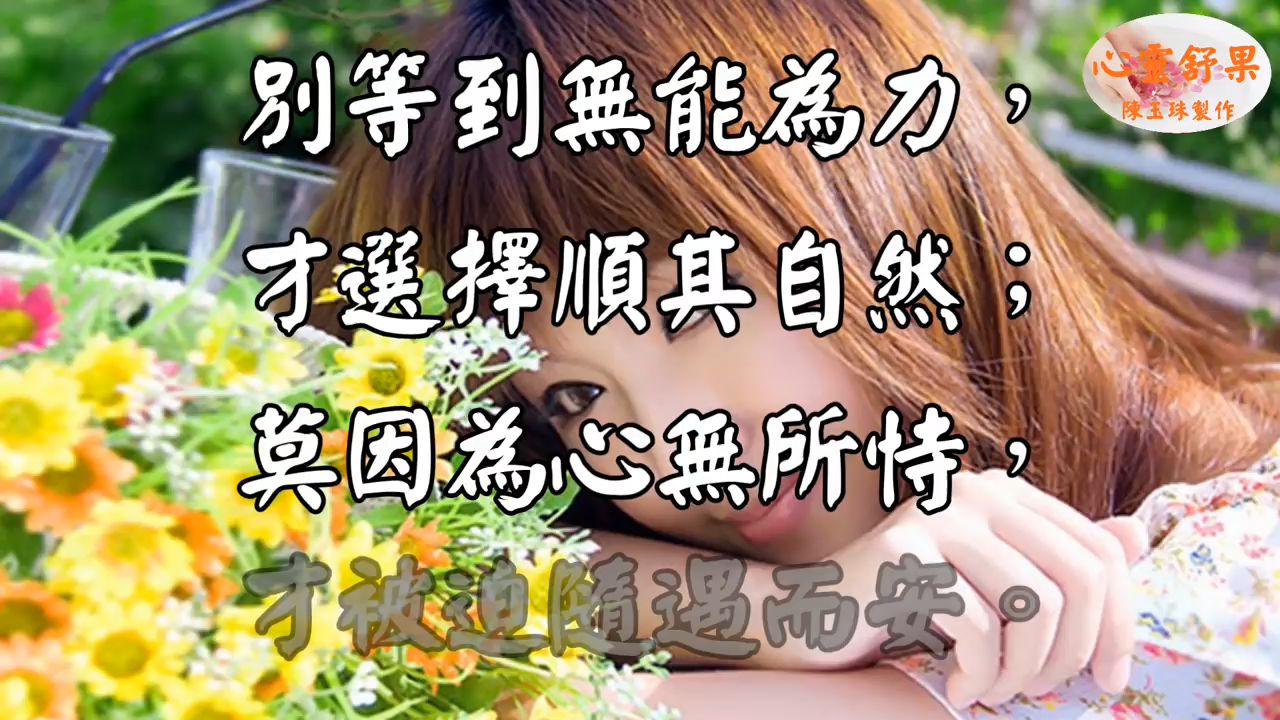 別等到無能為力，
才選擇順其自然；
莫因為心無所恃，
才被迫隨遇而安。
心靈舒果
陳玉珠製作